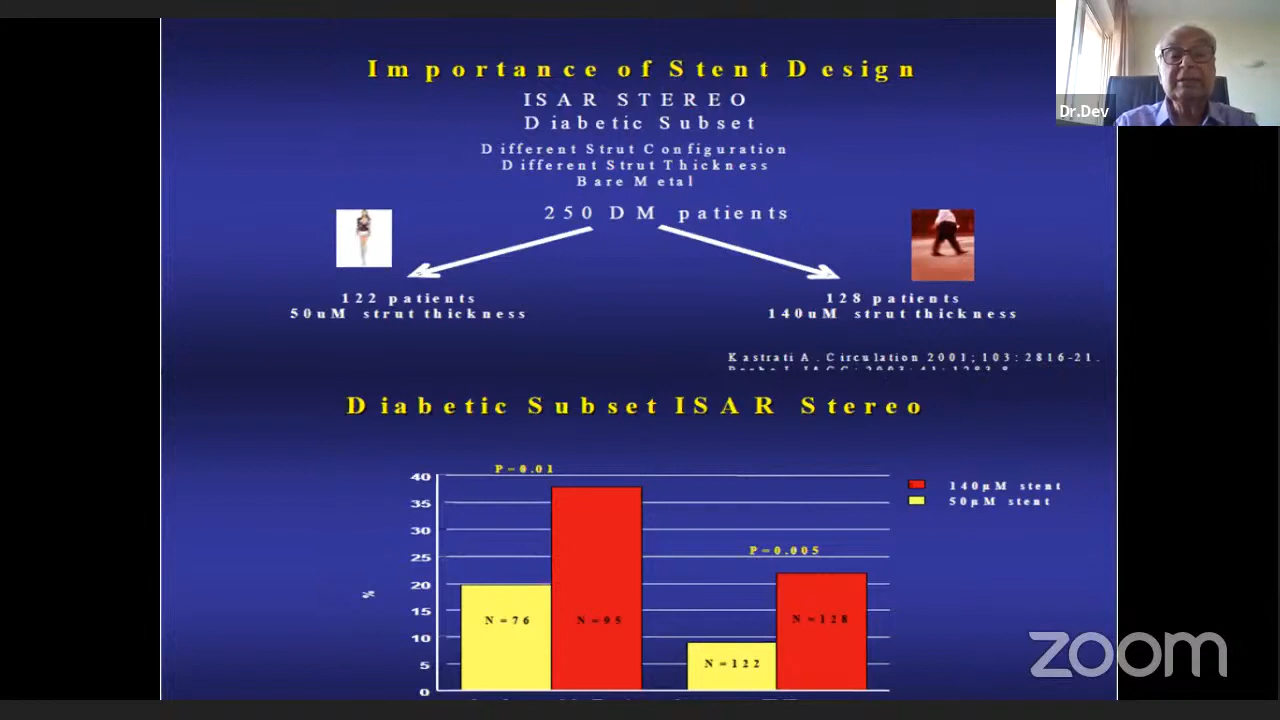 Importance of Stent Design
ISAR STEREO
Diabetic Subset
Different Strut Configuration
Different Strut Thickness
Bare Metal
250 DM patients
122 patients
50uM strut thickness
128 patients
140uM strut thickness
Kastrati A. Circulation 2001; 103: 2816-21.
Diabetic Subset ISAR Stereo
P=0.01
P=0.005
140µM stent
50µM stent
40
35
30
25
20
15
10
5
0
%
N=76
N=95
N=122
N=128
Dr.Dev
zoom